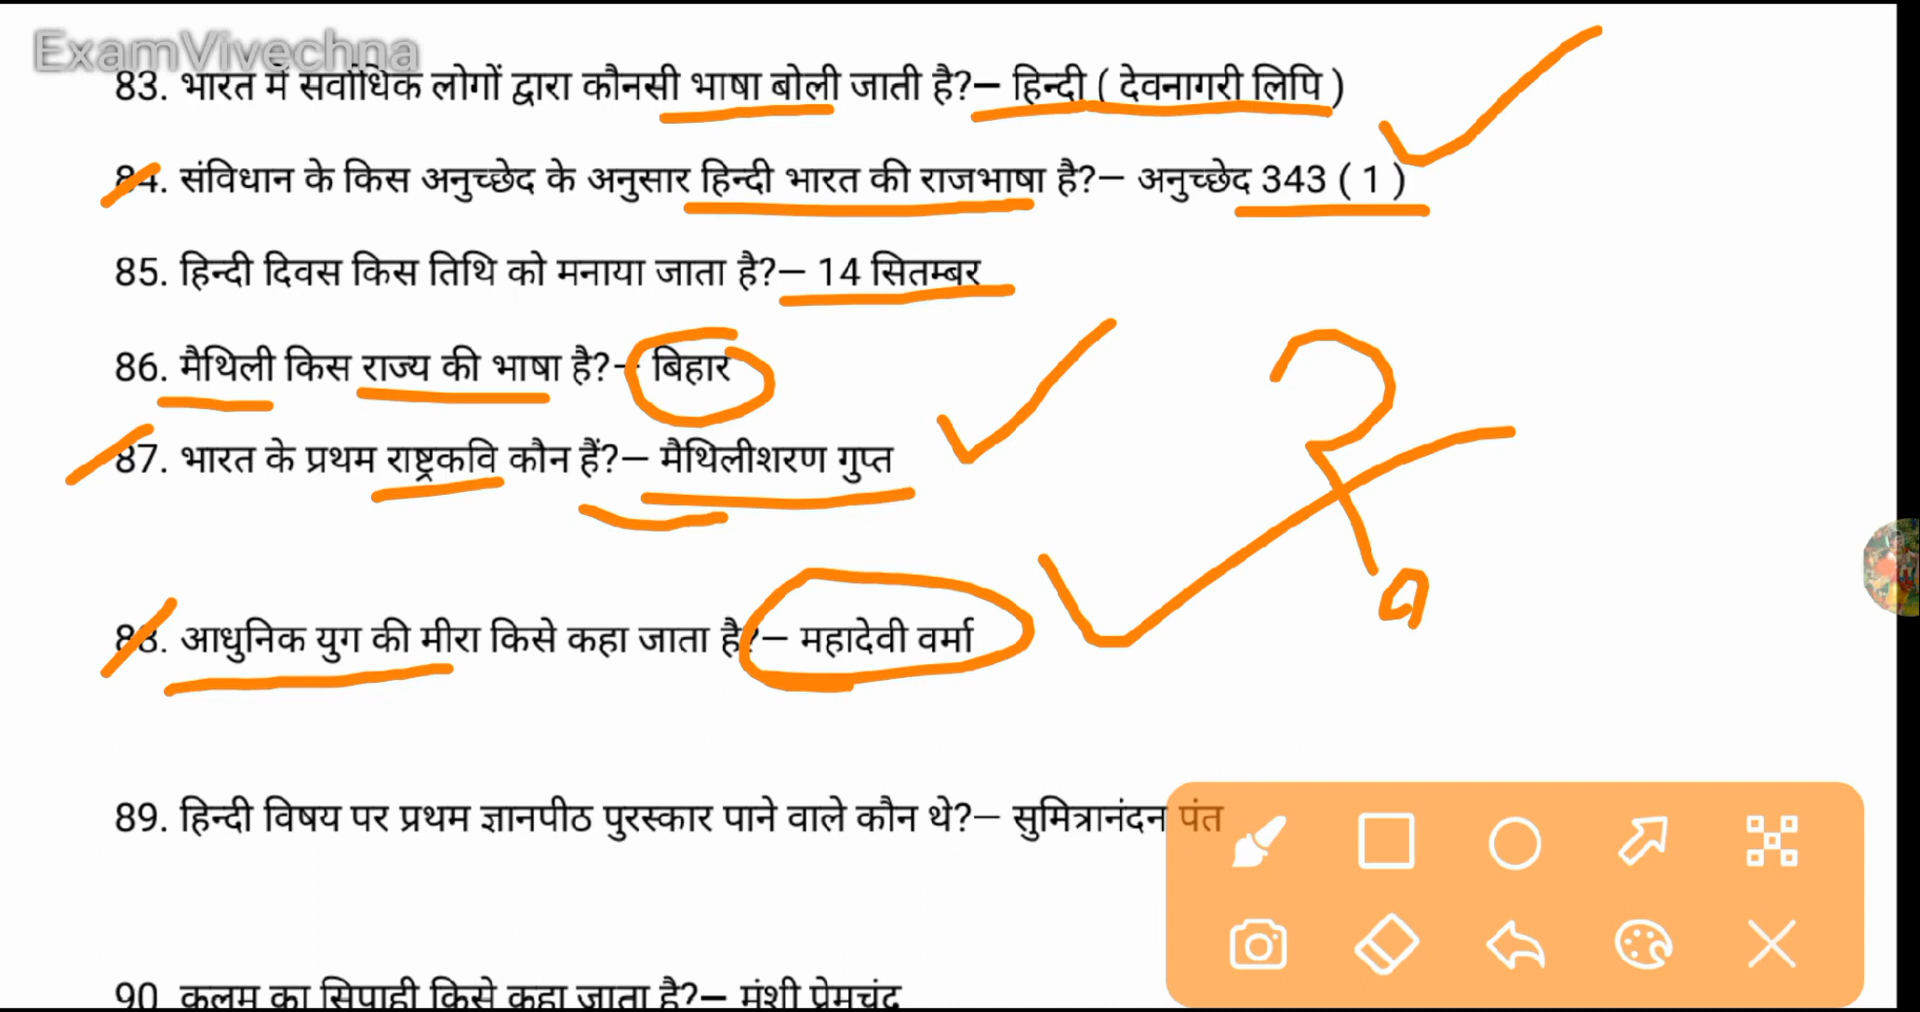 ExamVivechna
83. भारत में सर्वाधिक लोगों द्वारा कौनसी भाषा बोली जाती है?– हिन्दी ( देवनागरी लिपि )
84. संविधान के किस अनुच्छेद के अनुसार हिन्दी भारत की राजभाषा है?– अनुच्छेद 343 ( 1 )
85. हिन्दी दिवस किस तिथि को मनाया जाता है?– 14 सितम्बर
86. मैथिली किस राज्य की भाषा है?– बिहार
87. भारत के प्रथम राष्ट्रकवि कौन हैं?– मैथिलीशरण गुप्त
88. आधुनिक युग की मीरा किसे कहा जाता है?– महादेवी वर्मा
89. हिन्दी विषय पर प्रथम ज्ञानपीठ पुरस्कार पाने वाले कौन थे?– सुमित्रानंदन पंत
90 कलम का सिपाही किसे कहा जाता है?– मुंशी प्रेमचंद